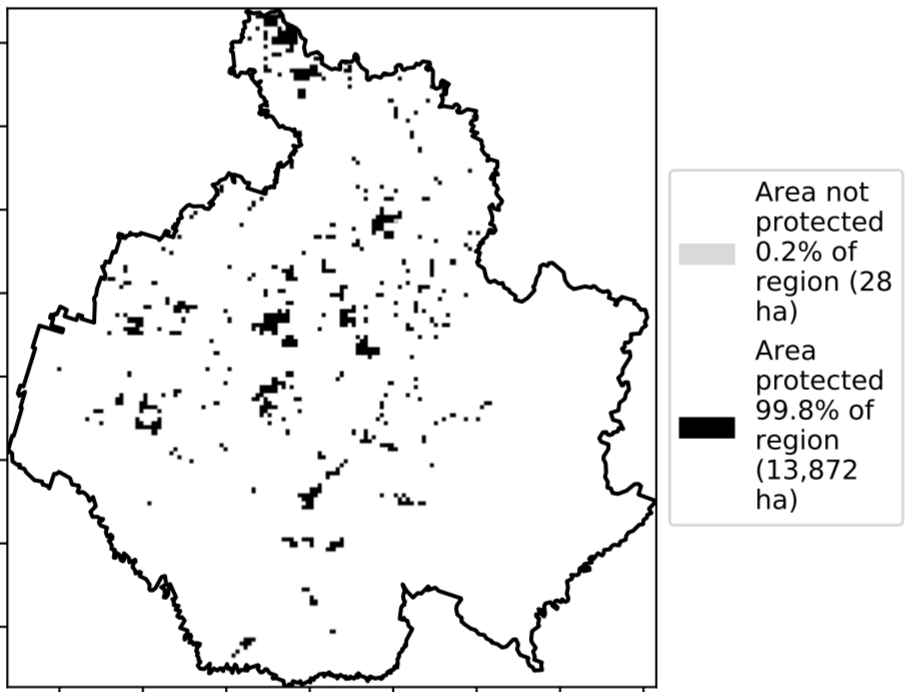 Area not
protected
0.2% of
region (28
ha)
Area
protected
99.8% of
region
(13,872
ha)